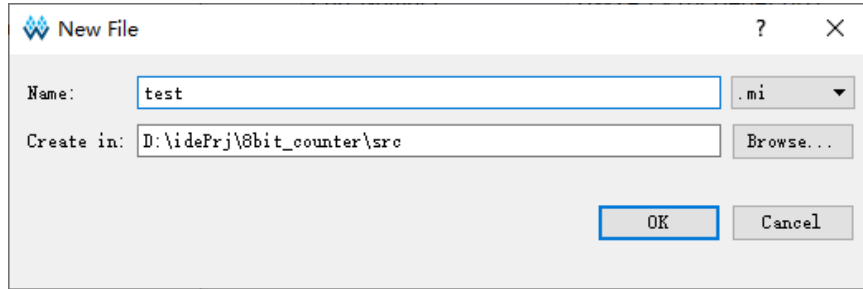 New File
Name: test .mi
Create in: D:\idePrj\8bit_counter\src Browse...
OK Cancel